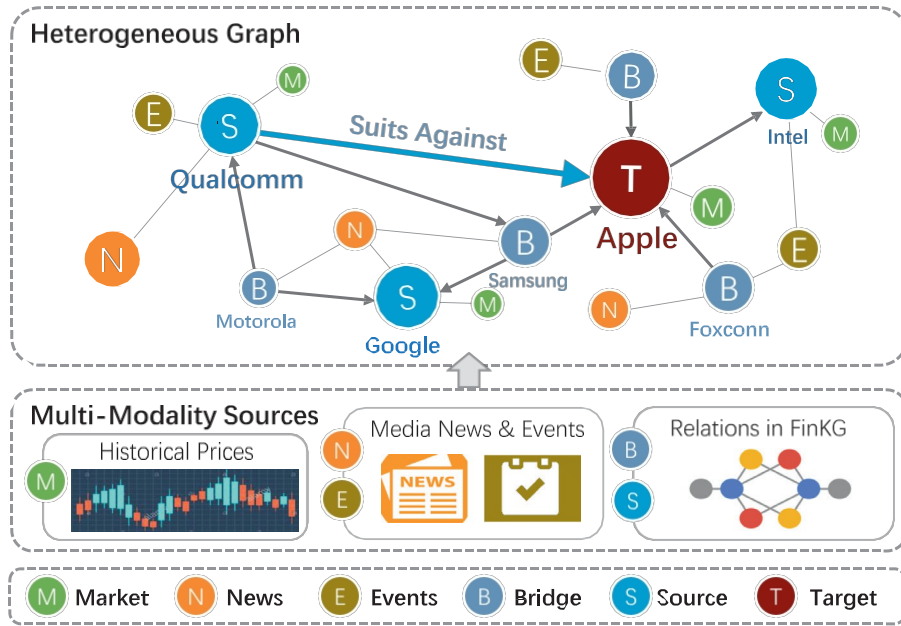 Heterogeneous Graph
E
B
M
S
E
S
Suits Against
Intel
M
T
Qualcomm
M
N
B
Apple
E
N
Samsung
B
S
M
B
N
Motorola
Foxconn
Google
Multi-Modality Sources
Historical Prices
M
Media News & Events
N
E
NEWS
Relations in FinKG
B
S
M Market
N News
E Events
B Bridge
S Source
T Target